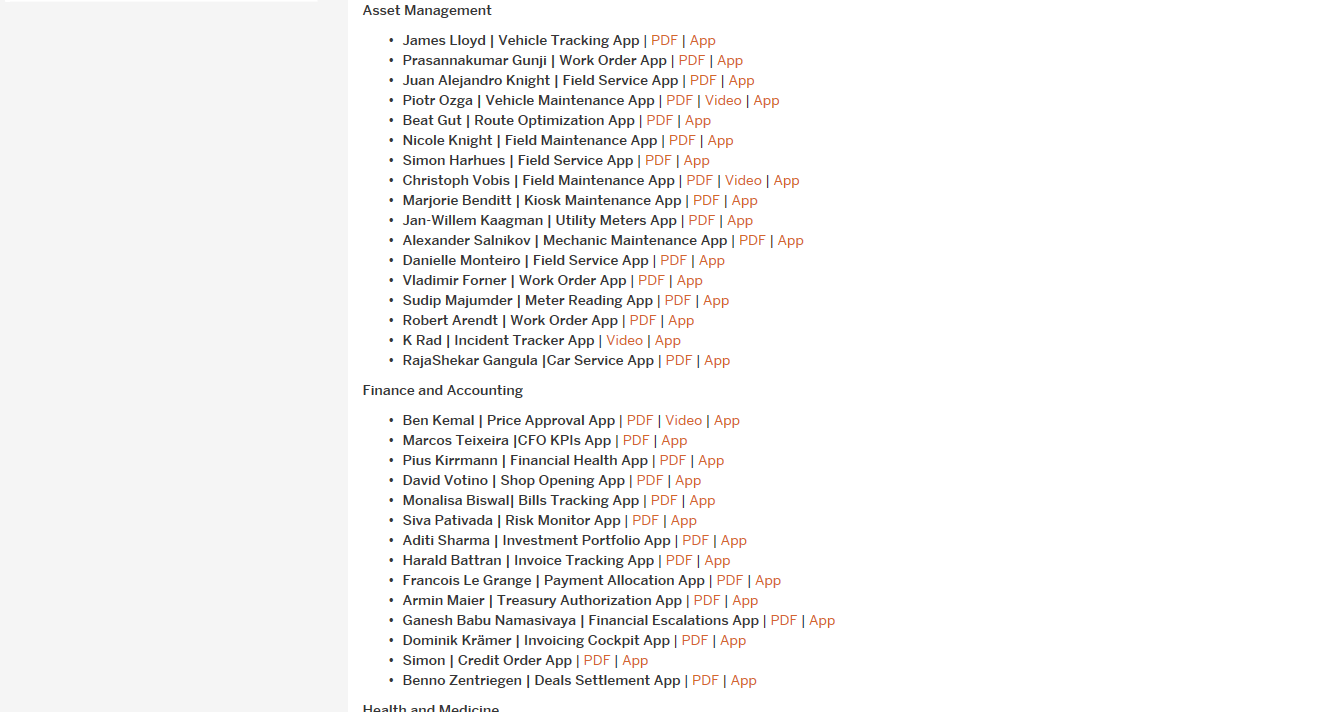 Asset Management
• James Lloyd | Vehicle Tracking App | PDF | App
• Prasannakumar Gunji | Work Order App | PDF | App
• Juan Alejandro Knight | Field Service App | PDF | App
• Piotr Ozga | Vehicle Maintenance App | PDF | Video | App
• Beat Gut | Route Optimization App | PDF | App
• Nicole Knight | Field Maintenance App | PDF | App
• Simon Harhues | Field Service App | PDF | App
• Christoph Vobis | Field Maintenance App | PDF | Video | App
• Marjorie Benditt | Kiosk Maintenance App | PDF | App
• Jan-Willem Kaagman | Utility Meters App | PDF | App
• Alexander Salnikov | Mechanic Maintenance App | PDF | App
• Danielle Monteiro | Field Service App | PDF | App
• Vladimir Forner | Work Order App | PDF | App
• Sudip Majumder | Meter Reading App | PDF | App
• Robert Arendt | Work Order App | PDF | App
• K Rad | Incident Tracker App | Video | App
• RajaShekar Gangula |Car Service App | PDF | App
Finance and Accounting
• Ben Kemal | Price Approval App | PDF | Video | App
• Marcos Teixeira |CFO KPIs App | PDF | App
• Pius Kirrmann | Financial Health App | PDF | App
• David Votino | Shop Opening App | PDF | App
• Monalisa Biswal| Bills Tracking App | PDF | App
• Siva Pativada | Risk Monitor App | PDF | App
• Aditi Sharma | Investment Portfolio App | PDF | App
• Harald Battran | Invoice Tracking App | PDF | App
• Francois Le Grange | Payment Allocation App | PDF | App
• Armin Maier | Treasury Authorization App | PDF | App
• Ganesh Babu Namasivaya | Financial Escalations App | PDF | App
• Dominik Krämer | Invoicing Cockpit App | PDF | App
• Simon | Credit Order App | PDF | App
• Benno Zentriegen | Deals Settlement App | PDF | App
Health and Medicine